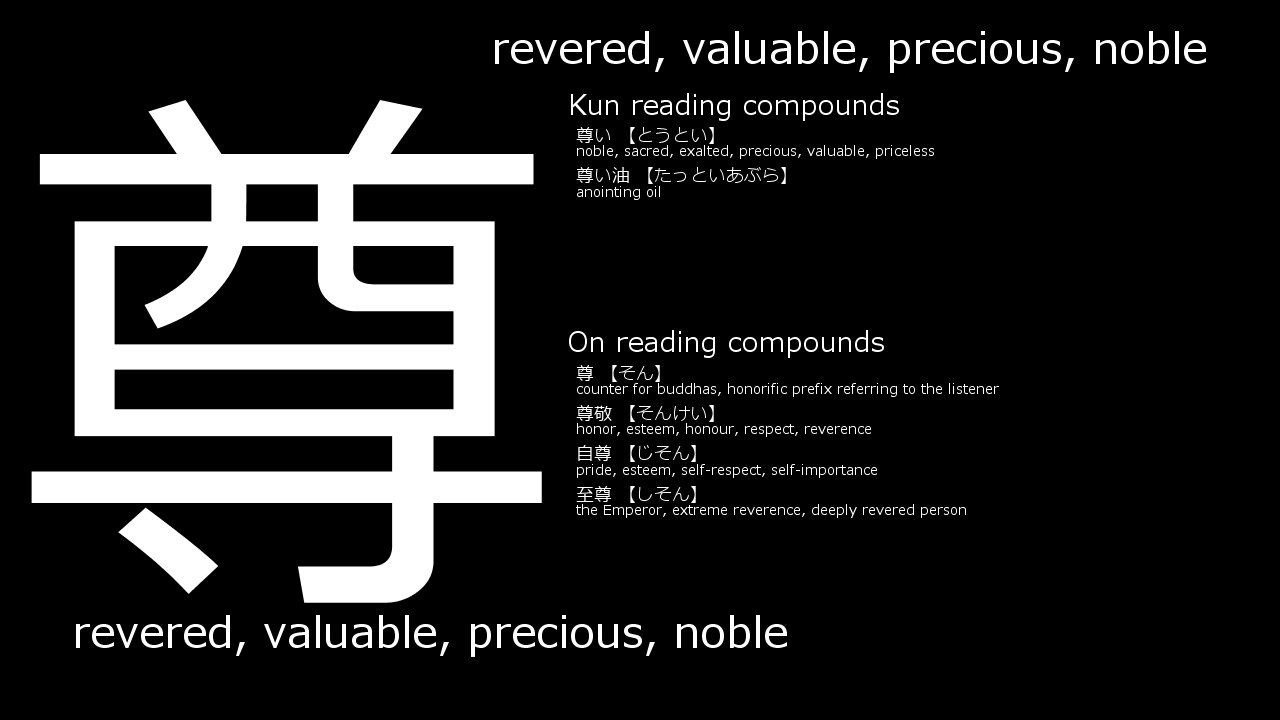 revered, valuable, precious, noble
尊
Kun reading compounds
尊い 【とうとい】
noble, sacred, exalted, precious, valuable, priceless
尊い油 【たっといあぶら】
anointing oil
On reading compounds
尊 【そん】
counter for buddhas, honorific prefix referring to the listener
尊敬 【そんけい】
honor, esteem, honour, respect, reverence
自尊 【じそん】
pride, esteem, self-respect, self-importance
至尊 【しそん】
the Emperor, extreme reverence, deeply revered person
revered, valuable, precious, noble